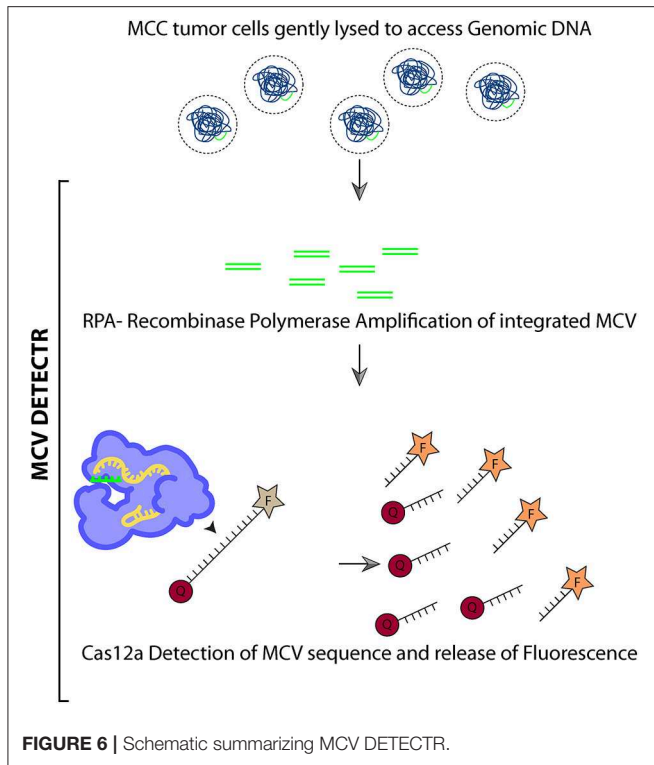 MCC tumor cells gently lysed to access Genomic DNA
MCV DETECTR
RPA- Recombinase Polymerase Amplification of integrated MCV
F
Q
F
F
F
F
Q
Q
Q
Q
Cas12a Detection of MCV sequence and release of Fluorescence
FIGURE 6 | Schematic summarizing MCV DETECTR.